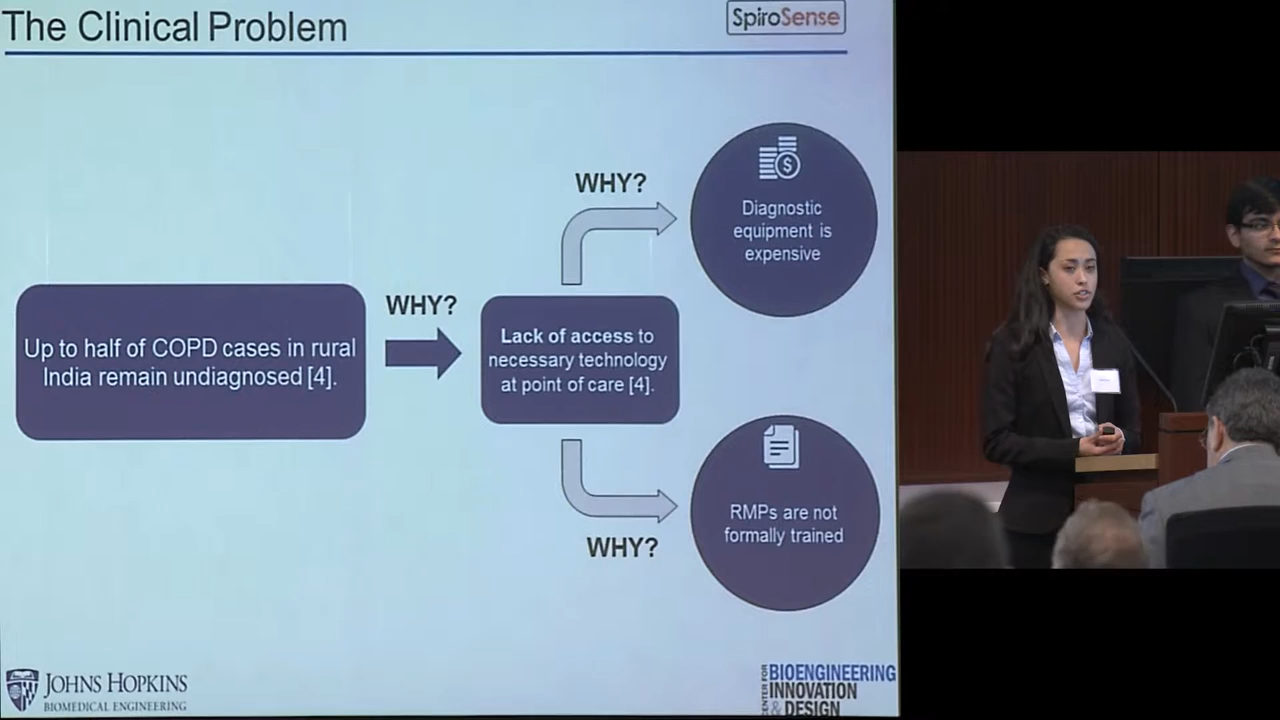 The Clinical Problem
SpiroSense
Up to half of COPD cases in rural
India remain undiagnosed [4].
WHY?
Lack of access to
necessary technology
at point of care [4].
WHY?
Diagnostic
equipment is
expensive
WHY?
RMPs are not
formally trained
JOHNS HOPKINS
BIOMEDICAL ENGINEERING
CENTER FOR
BIOENGINEERING
INNOVATION
& DESIGN